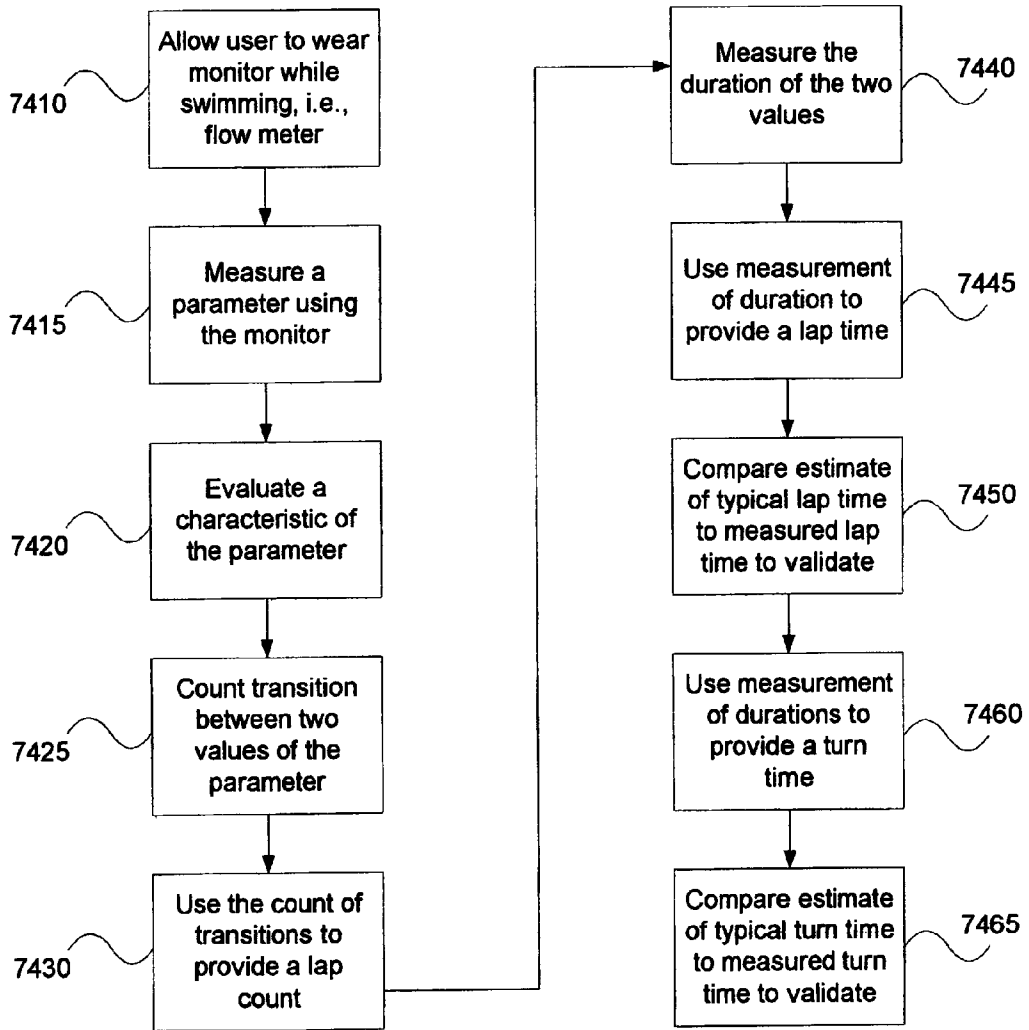 Allow user to wear
monitor while
swimming, i.e.,
flow meter
7410
Measure a
parameter using
the monitor
7415
Evaluate a
characteristic of
the parameter
7420
Count transition
between two
values of the
parameter
7425
Use the count of
transitions to
provide a lap
count
7430
Measure the
duration of the two
values
7440
Use measurement
of duration to
provide a lap time
7445
Compare estimate
of typical lap time
to measured lap
time to validate
7450
Use measurement
of durations to
provide a turn
time
7460
Compare estimate
of typical turn time
to measured turn
time to validate
7465